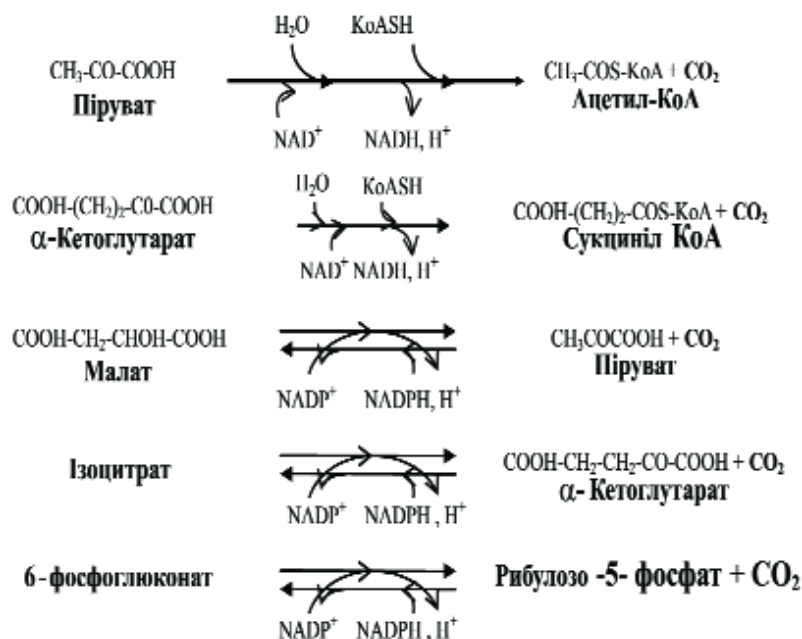 H₂O KoASH
CH₃-CO-COOH CH₃-COS-KoA + CO₂
Піруват Ацетил-КоА
NAD⁺ NADH, H⁺
H₂O KoASH
COOH-(CH₂)₂-C0-COOH COOH-(CH₂)₂-COS-KoA + CO₂
α-Кетоглутарат Сукциніл КоА
NAD⁺ NADH, H⁺
COOH-CH₂-CHOH-COOH CH₃COCOOH + CO₂
Малат Піруват
NADP⁺ NADPH, H⁺
Ізоцитрат COOH-CH₂-CH₂-CO-COOH + CO₂
α- Кетоглутарат
NADP⁺ NADPH , H⁺
6-фосфоглюконат Рибулозо -5- фосфат + CO₂
NADP⁺ NADPH , H⁺